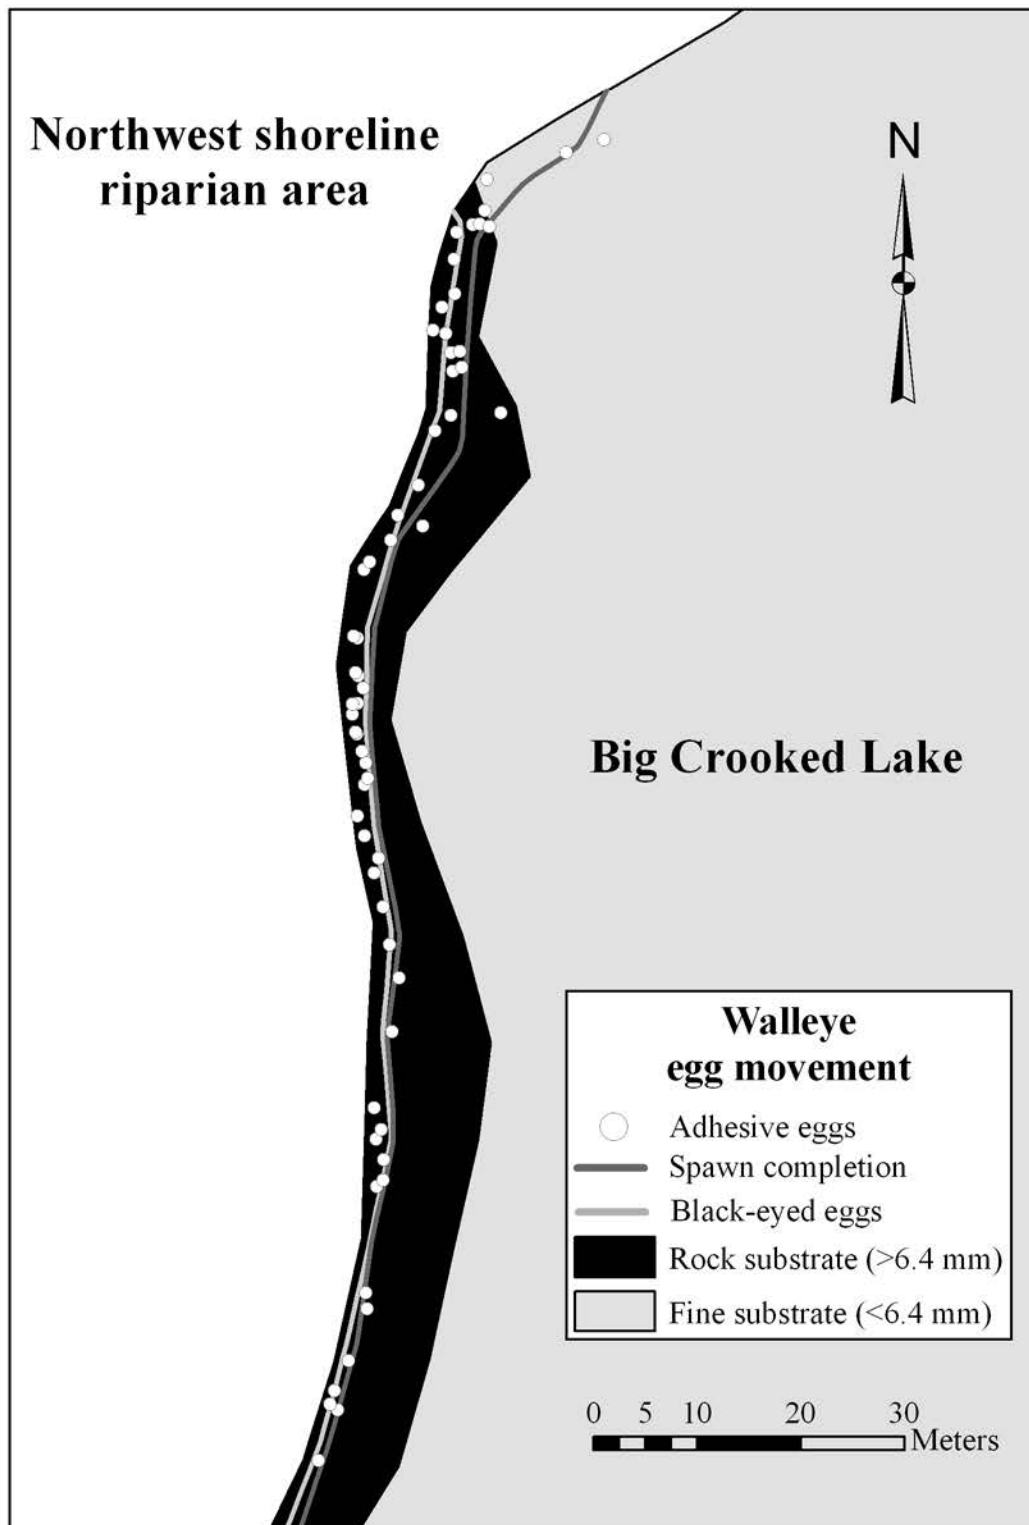 Northwest shoreline
riparian area
N
Big Crooked Lake
Walleye
egg movement
Adhesive eggs
Spawn completion
Black-eyed eggs
Rock substrate (>6.4 mm)
Fine substrate (<6.4 mm)
0 5 10 20 30
Meters